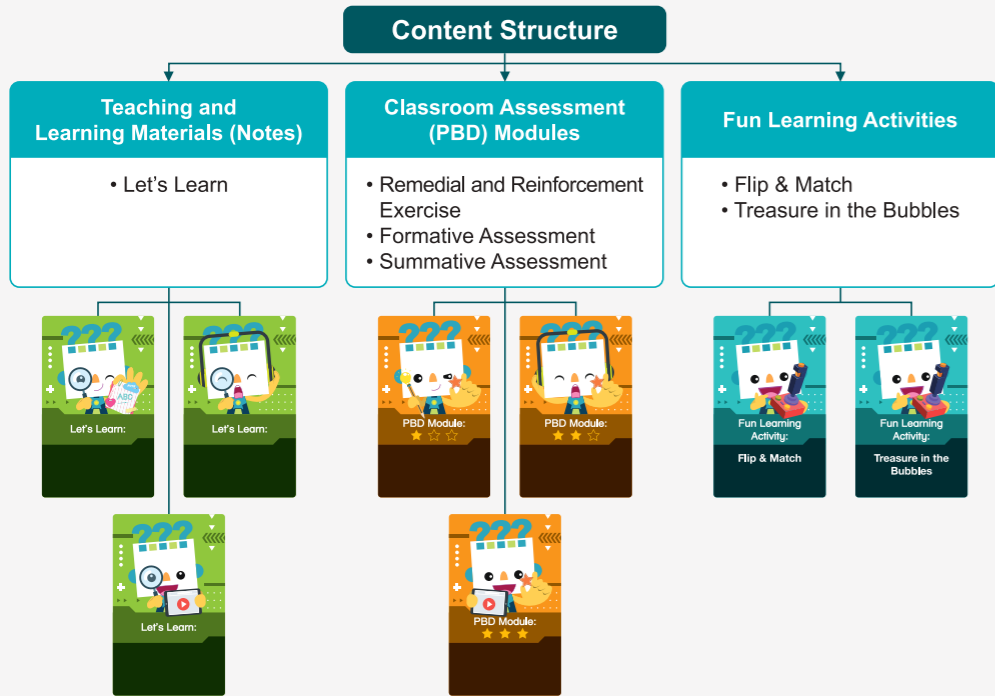 Content Structure
Teaching and
Learning Materials (Notes)
• Let's Learn
Classroom Assessment
(PBD) Modules
• Remedial and Reinforcement
Exercise
• Formative Assessment
• Summative Assessment
Fun Learning Activities
• Flip & Match
• Treasure in the Bubbles
???
ABC
Let's Learn:
???
Let's Learn:
???
Let's Learn:
???
PBD Module:
???
PBD Module:
???
PBD Module:
???
Fun Learning
Activity:
Flip & Match
???
Fun Learning
Activity:
Treasure in the
Bubbles